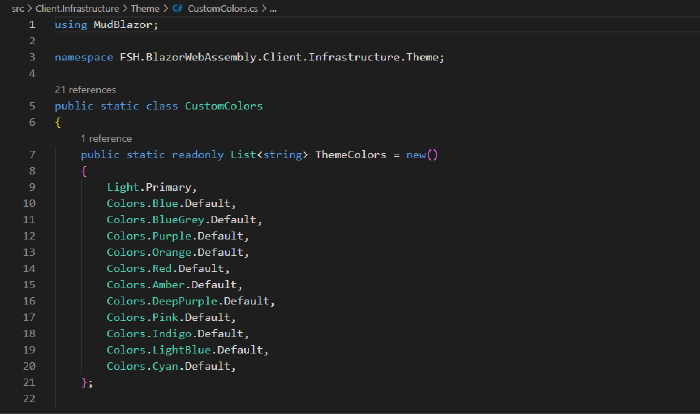 src > Client.Infrastructure > Theme > C# CustomColors.cs > ...
1 using MudBlazor;
2
3 namespace FSH.BlazorWebAssembly.Client.Infrastructure.Theme;
4
21 references
5 public static class CustomColors
6 {
1 reference
7 public static readonly List<string> ThemeColors = new()
8 {
9 Light.Primary,
10 Colors.Blue.Default,
11 Colors.BlueGrey.Default,
12 Colors.Purple.Default,
13 Colors.Orange.Default,
14 Colors.Red.Default,
15 Colors.Amber.Default,
16 Colors.DeepPurple.Default,
17 Colors.Pink.Default,
18 Colors.Indigo.Default,
19 Colors.LightBlue.Default,
20 Colors.Cyan.Default,
21 };
22